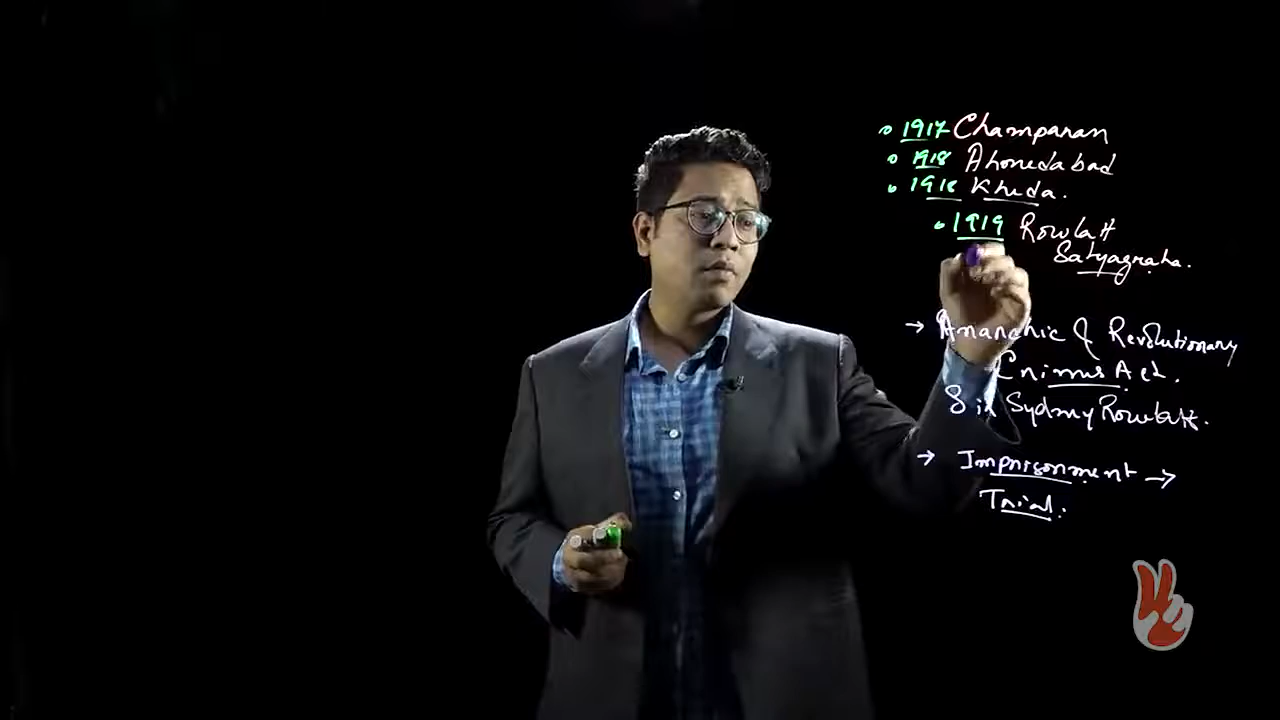 1917 Champaran
1918 Ahmedabad
1918 Kheda.
1919 Rowlatt
Satyagraha.
→ Anarchic & Revolutionary
Crimes Act.
Sir Sydney Rowlatt.
→ Imprisonment →
Trial.